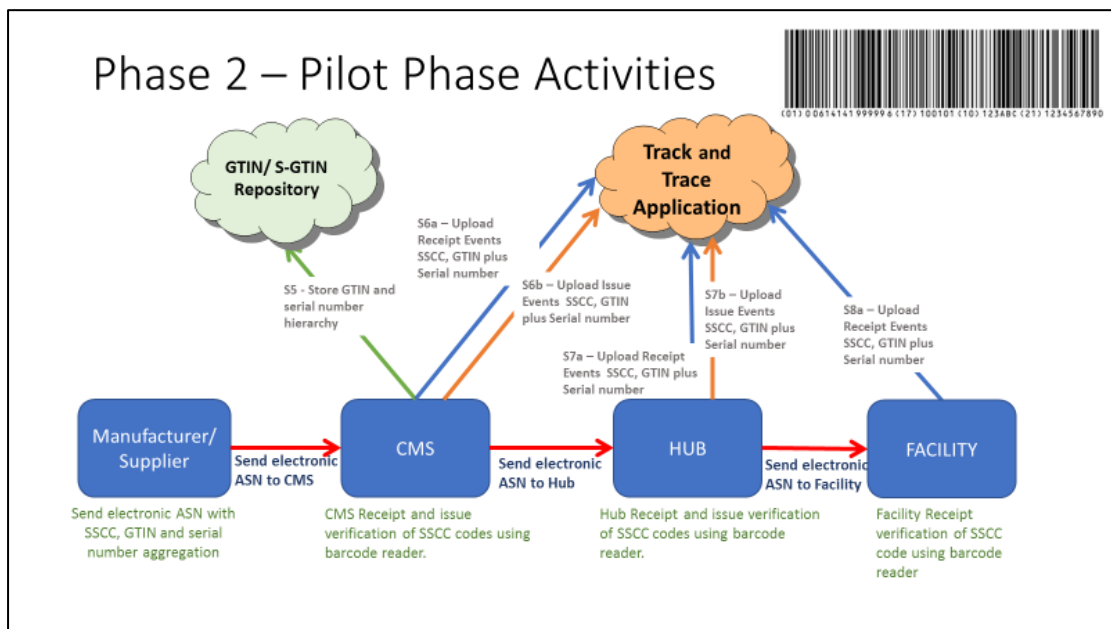 Phase 2 – Pilot Phase Activities
(01)00614141999996(17)100101(10)123ABC(21)1234567890
GTIN/ S-GTIN
Repository
Track and
Trace
Application
S6a – Upload
Receipt Events
SSCC, GTIN plus
Serial number
S5 - Store GTIN and
serial number
hierarchy
S6b – Upload Issue
Events SSCC, GTIN
plus Serial number
S7b – Upload
Issue Events
SSCC, GTIN plus
Serial number
S8a – Upload
Receipt Events
SSCC, GTIN plus
Serial number
S7a – Upload Receipt
Events SSCC, GTIN plus
Serial number
Manufacturer/
Supplier
Send electronic
ASN to CMS
CMS
Send electronic
ASN to Hub
HUB
Send electronic
ASN to Facility
FACILITY
Send electronic ASN with
SSCC, GTIN and serial
number aggregation
CMS Receipt and issue
verification of SSCC codes using
barcode reader.
Hub Receipt and issue verification
of SSCC codes using barcode
reader.
Facility Receipt
verification of SSCC
code using barcode
reader